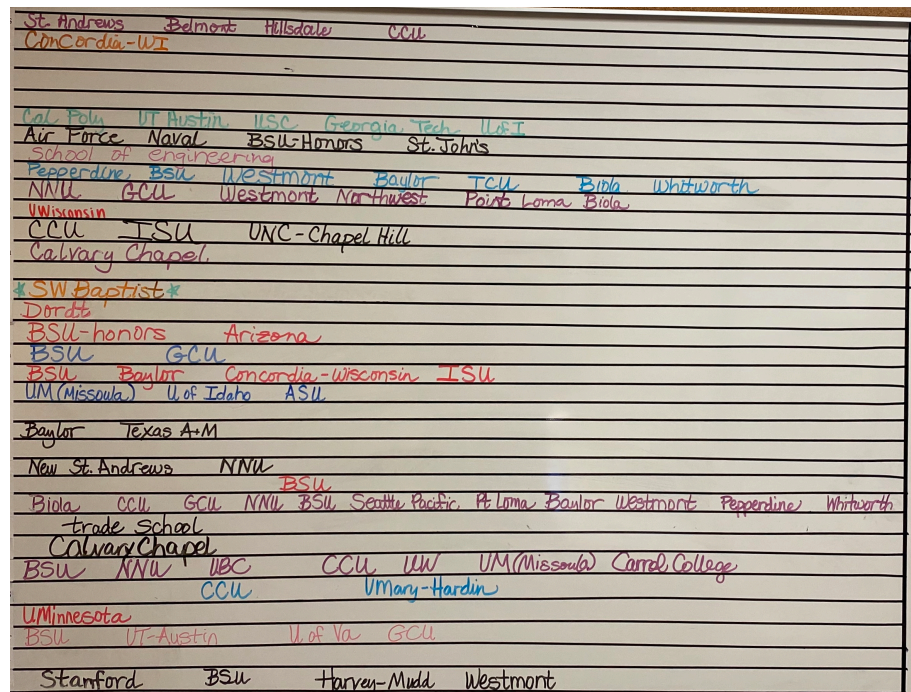 St. Andrews Belmont Hillsdale CCU
Concordia-WI
Cal Poly UT Austin USC Georgia Tech U of I
Air Force Naval BSU-Honors St. John's
School of engineering
Pepperdine, BSU Westmont Baylor TCU Biola Whitworth
NNU GCU Westmont Northwest Point Loma Biola
UWisconsin
CCU ISU UNC-Chapel Hill
Calvary Chapel.
*SW Baptist*
Dordt
BSU-honors Arizona
BSU GCU
BSU Baylor Concordia-Wisconsin ISU
UM (Missoula) U of Idaho ASU
Baylor Texas A+M
New St. Andrews NNU
BSU
Biola CCU GCU NNU BSU Seattle Pacific Pt Loma Baylor Westmont Pepperdine Whitworth
trade school
Calvary Chapel
BSU NNU UBC CCU UW UM (Missoula) Carrol College
CCU UMary-Hardin
UMinnesota
BSU UT-Austin U of Va GCU
Stanford BSU Harvey-Mudd Westmont